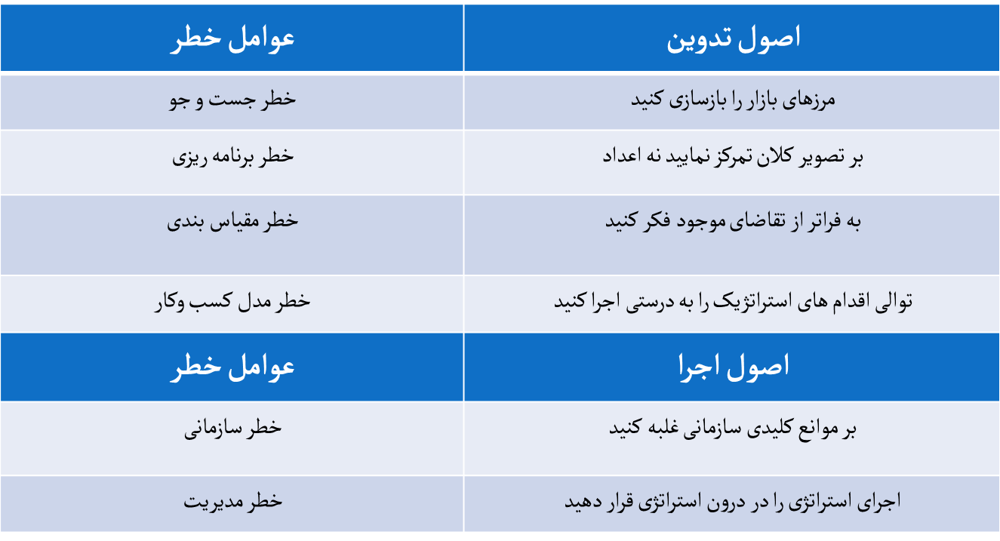 اصول تدوین
عوامل خطر
مرزهای بازار را بازسازی کنید
خطر جست و جو
بر تصویر کلان تمرکز نمایید نه اعداد
خطر برنامه ریزی
به فراتر از تقاضای موجود فکر کنید
خطر مقیاس بندی
توالی اقدام های استراتژیک را به درستی اجرا کنید
خطر مدل کسب وکار
اصول اجرا
عوامل خطر
بر موانع کلیدی سازمانی غلبه کنید
خطر سازمانی
اجرای استراتژی را در درون استراتژی قرار دهید
خطر مدیریت